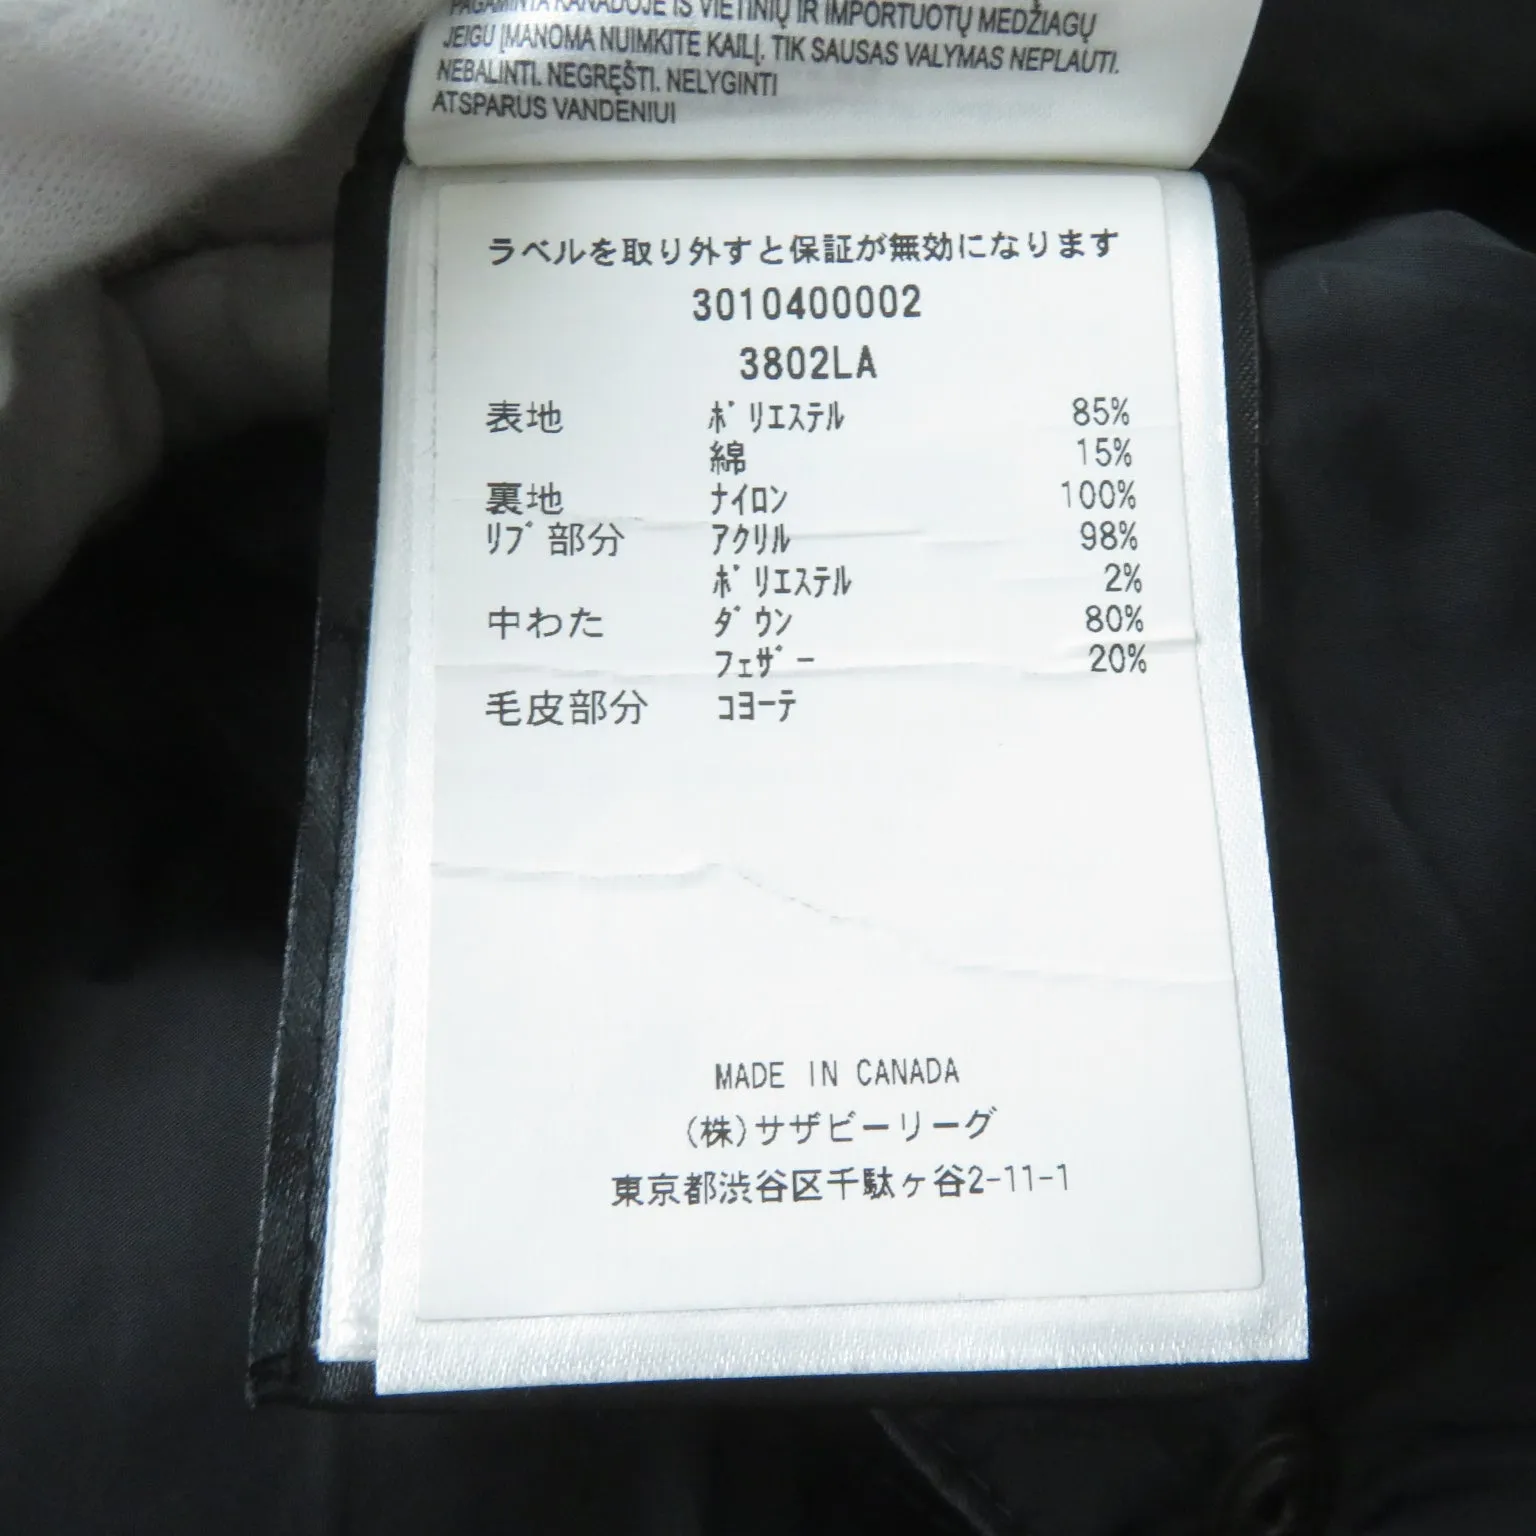 PAGAMINTA KANADOJE IŠ VIETINIŲ IR IMPORTUOTŲ MEDŽIAGŲ
JEIGU ĮMANOMA NUIMKITE KAILĮ. TIK SAUSAS VALYMAS NEPLAUTI.
NEBALINTI. NEGRĘŠTI. NELYGINTI
ATSPARUS VANDENIUI
ラベルを取り外すと保証が無効になります
3010400002
3802LA
表地 ﾎﾟﾘｴｽﾃﾙ 85%
綿 15%
裏地 ﾅｲﾛﾝ 100%
ﾘﾌﾞ部分 ｱｸﾘﾙ 98%
ﾎﾟﾘｴｽﾃﾙ 2%
中わた ﾀﾞｳﾝ 80%
ﾌｪｻﾞｰ 20%
毛皮部分 ｺﾖｰﾃ
MADE IN CANADA
(株)サザビーリーグ
東京都渋谷区千駄ヶ谷2-11-1